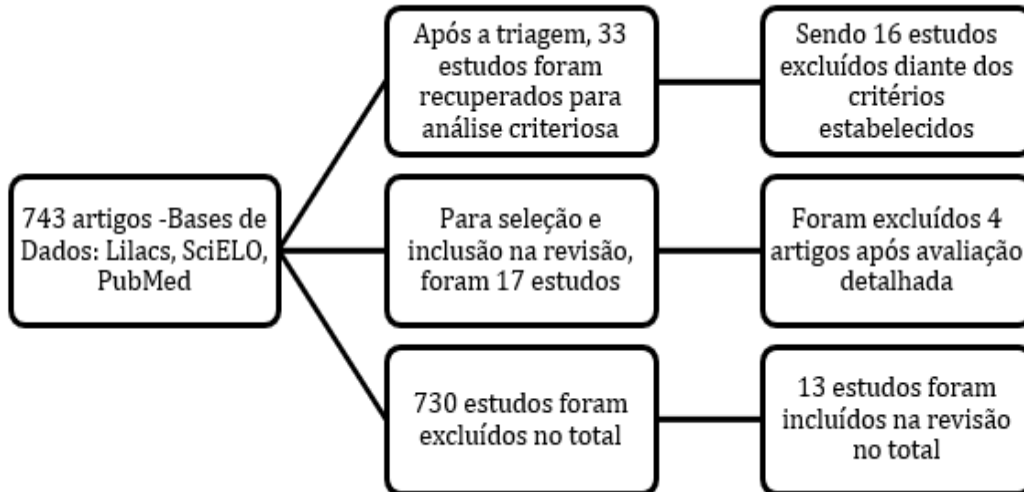 Após a triagem, 33
estudos foram
recuperados para
análise criteriosa
Sendo 16 estudos
excluídos diante dos
critérios
estabelecidos
743 artigos -Bases de
Dados: Lilacs, SciELO,
PubMed
Para seleção e
inclusão na revisão,
foram 17 estudos
Foram excluídos 4
artigos após avaliação
detalhada
730 estudos foram
excluídos no total
13 estudos foram
incluídos na revisão
no total